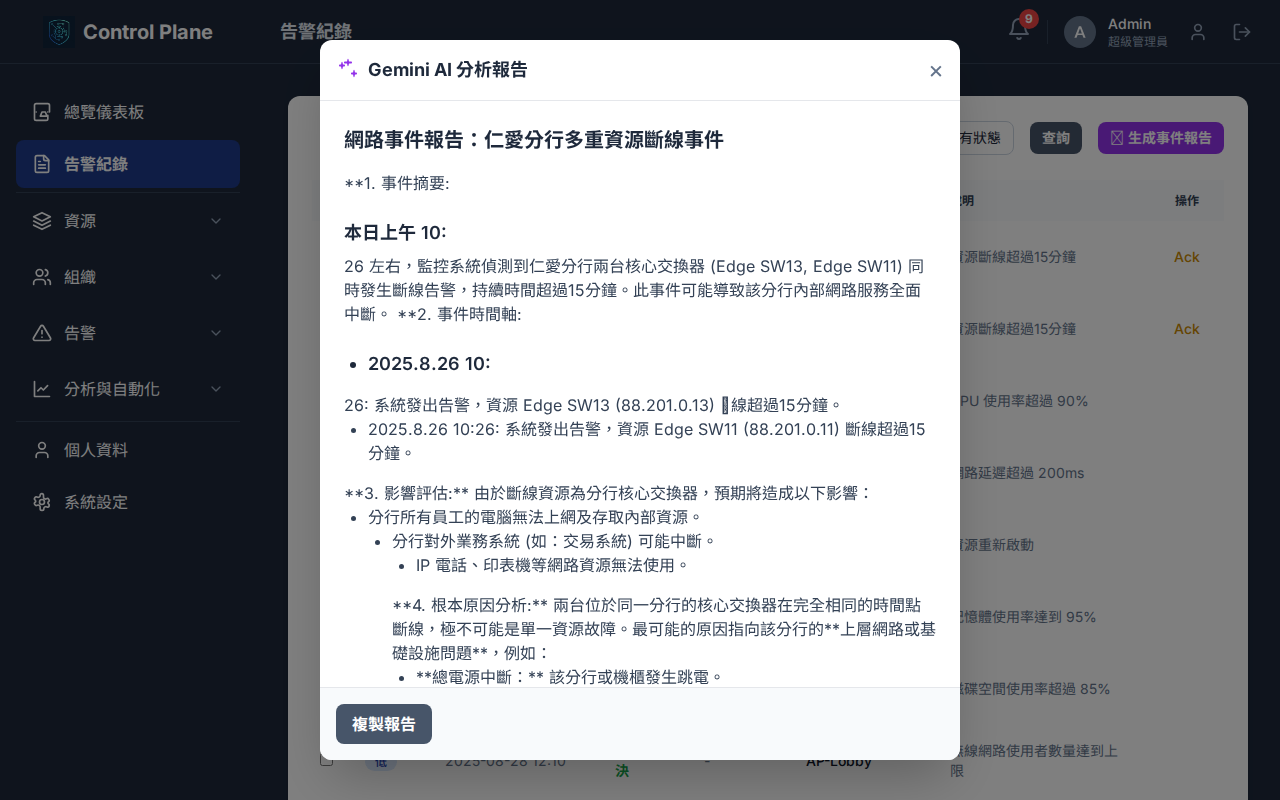 Control Plane
告警紀錄
9
A
Admin
超級管理員
總覽儀表板
告警紀錄
資源
組織
告警
分析與自動化
個人資料
系統設定
有狀態
查詢
生成事件報告
明
操作
資源斷線超過15分鐘
Ack
資源斷線超過15分鐘
Ack
CPU 使用率超過 90%
網路延遲超過 200ms
資源重新啟動
記憶體使用率達到 95%
磁碟空間使用率超過 85%
無線網路使用者數量達到上
限
低
2025-08-28 12:10
決
-
AP-Lobby
Gemini AI 分析報告
網路事件報告：仁愛分行多重資源斷線事件
**1. 事件摘要:
本日上午 10:
26 左右，監控系統偵測到仁愛分行兩台核心交換器 (Edge SW13, Edge SW11) 同
時發生斷線告警，持續時間超過15分鐘。此事件可能導致該分行內部網路服務全面
中斷。 **2. 事件時間軸:
• 2025.8.26 10:
26: 系統發出告警，資源 Edge SW13 (88.201.0.13) 線超過15分鐘。
• 2025.8.26 10:26: 系統發出告警，資源 Edge SW11 (88.201.0.11) 斷線超過15
分鐘。
**3. 影響評估:** 由於斷線資源為分行核心交換器，預期將造成以下影響：
• 分行所有員工的電腦無法上網及存取內部資源。
• 分行對外業務系統 (如：交易系統) 可能中斷。
• IP 電話、印表機等網路資源無法使用。
**4. 根本原因分析:** 兩台位於同一分行的核心交換器在完全相同的時間點
斷線，極不可能是單一資源故障。最可能的原因指向該分行的**上層網路或基
礎設施問題**，例如：
• **總電源中斷：** 該分行或機櫃發生跳電。
複製報告